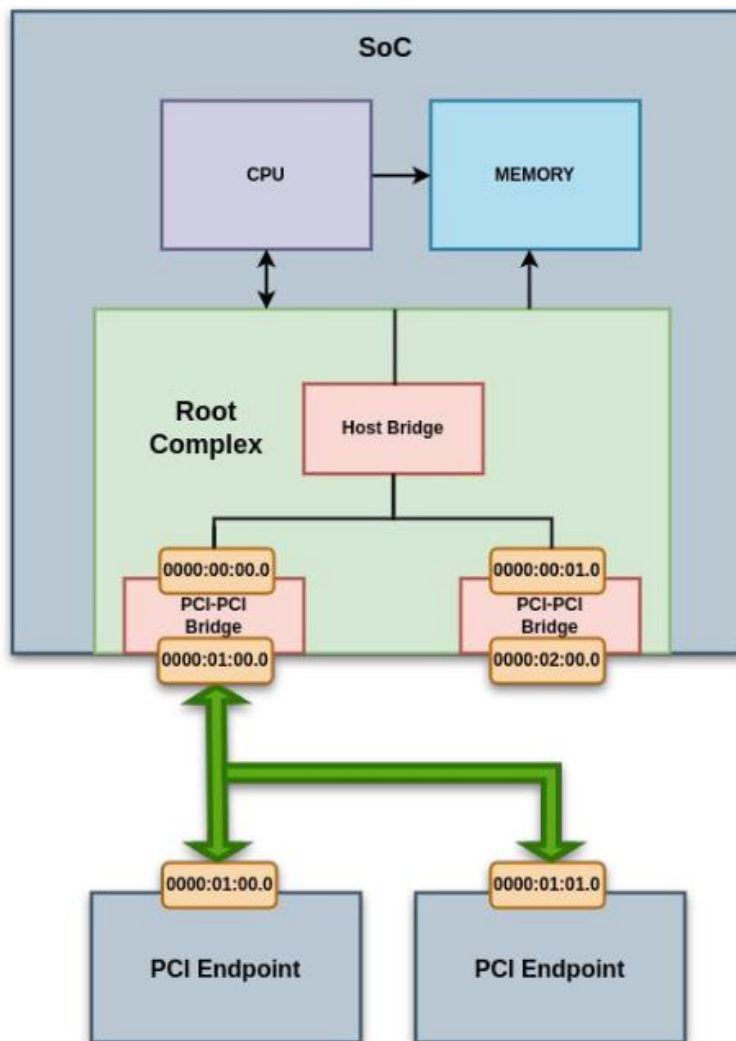 SoC
CPU
MEMORY
Root
Complex
Host Bridge
0000:00:00.0
0000:00:01.0
PCI-PCI
Bridge
PCI-PCI
Bridge
0000:01:00.0
0000:02:00.0
0000:01:00.0
0000:01:01.0
PCI Endpoint
PCI Endpoint